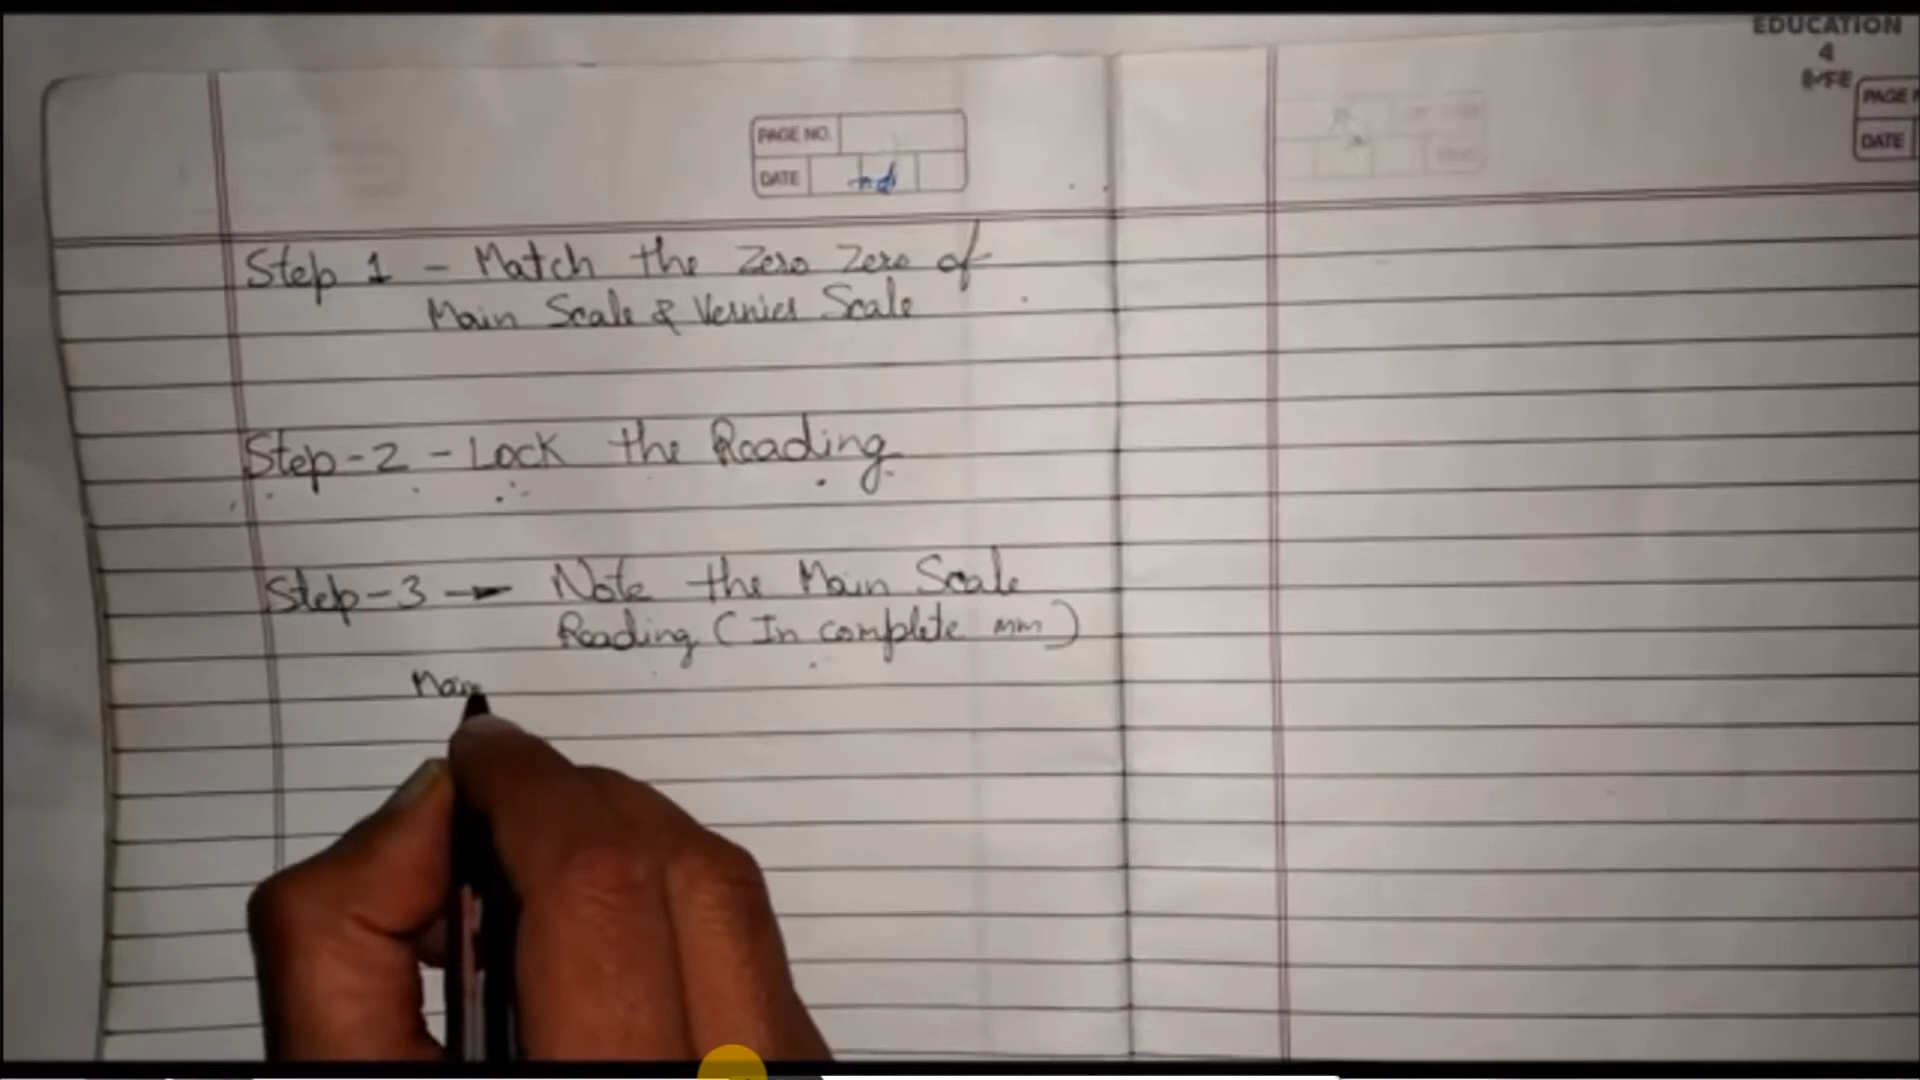 EDUCATION
4
PAGE NO.
DATE
PAGE N
DATE
Step 1 - Match the Zero Zero of
Main Scale & Vernier Scale
Step-2 - Lock the Reading
Step-3 - Note the Main Scale
Reading (In complete mm)
Main